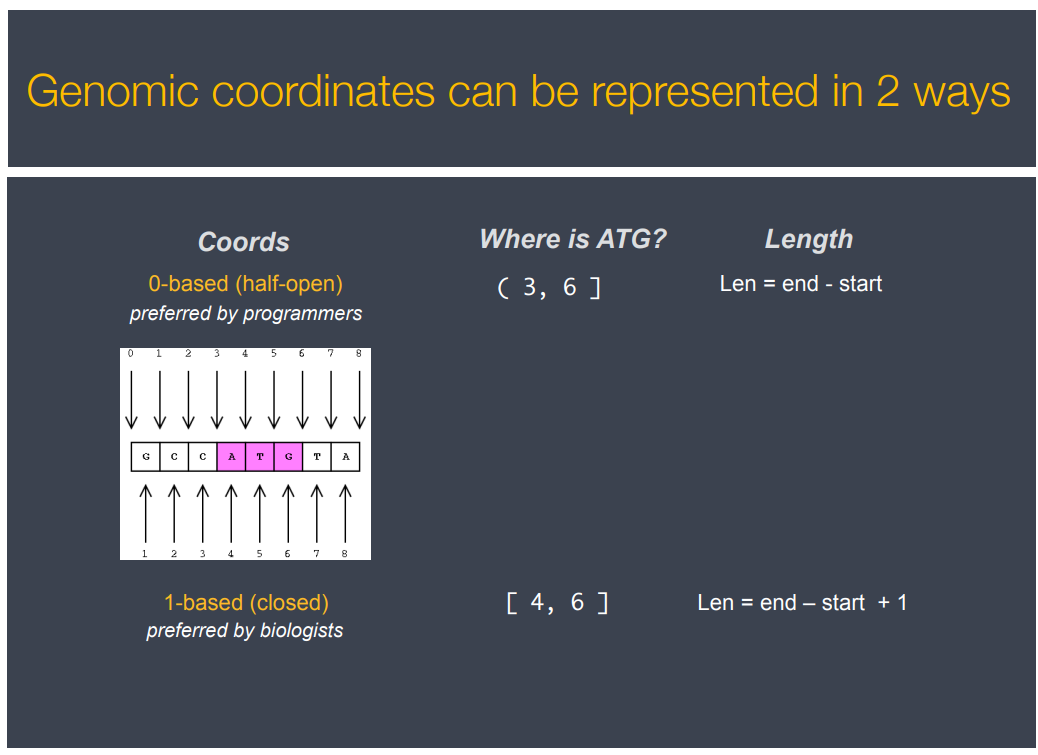 Genomic coordinates can be represented in 2 ways
Coords
Where is ATG?
Length
0-based (half-open)
( 3, 6 ]
Len = end - start
preferred by programmers
0 1 2 3 4 5 6 7 8
G C C A T G T A
1 2 3 4 5 6 7 8
1-based (closed)
[ 4, 6 ]
Len = end – start + 1
preferred by biologists